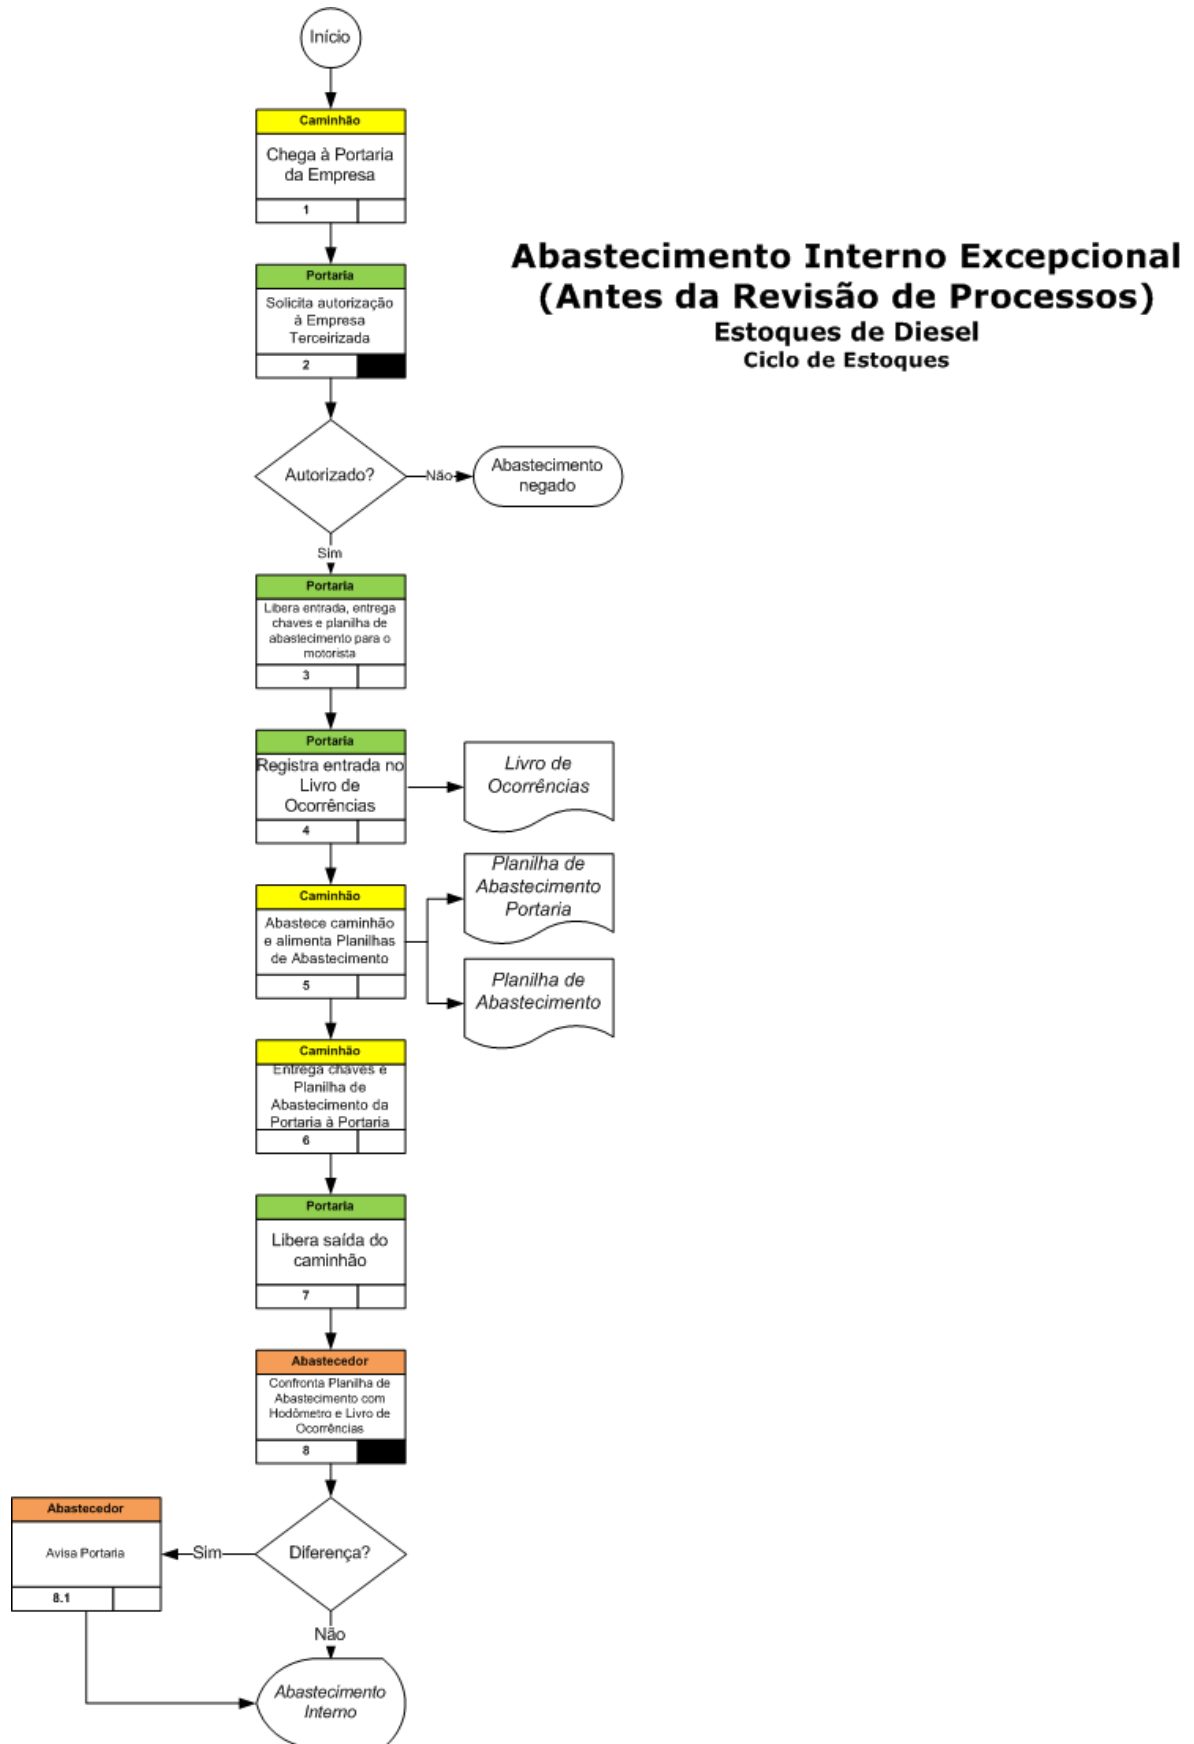 Início
Caminhão
Chega à Portaria
da Empresa
1
Abastecimento Interno Excepcional
(Antes da Revisão de Processos)
Estoques de Diesel
Ciclo de Estoques
Portaria
Solicita autorização
à Empresa
Terceirizada
2
Autorizado?
Não
Abastecimento
negado
Sim
Portaria
Libera entrada, entrega
chaves e planilha de
abastecimento para o
motorista
3
Portaria
Registra entrada no
Livro de
Ocorrências
4
Livro de
Ocorrências
Caminhão
Abastece caminhão
e alimenta Planilhas
de Abastecimento
5
Planilha de
Abastecimento
Portaria
Planilha de
Abastecimento
Caminhão
Entrega chaves e
Planilha de
Abastecimento da
Portaria à Portaria
6
Portaria
Libera saída do
caminhão
7
Abastecedor
Confronta Planilha de
Abastecimento com
Hodômetro e Livro de
Ocorrências
8
Diferença?
Sim
Abastecedor
Avisa Portaria
8.1
Não
Abastecimento
Interno